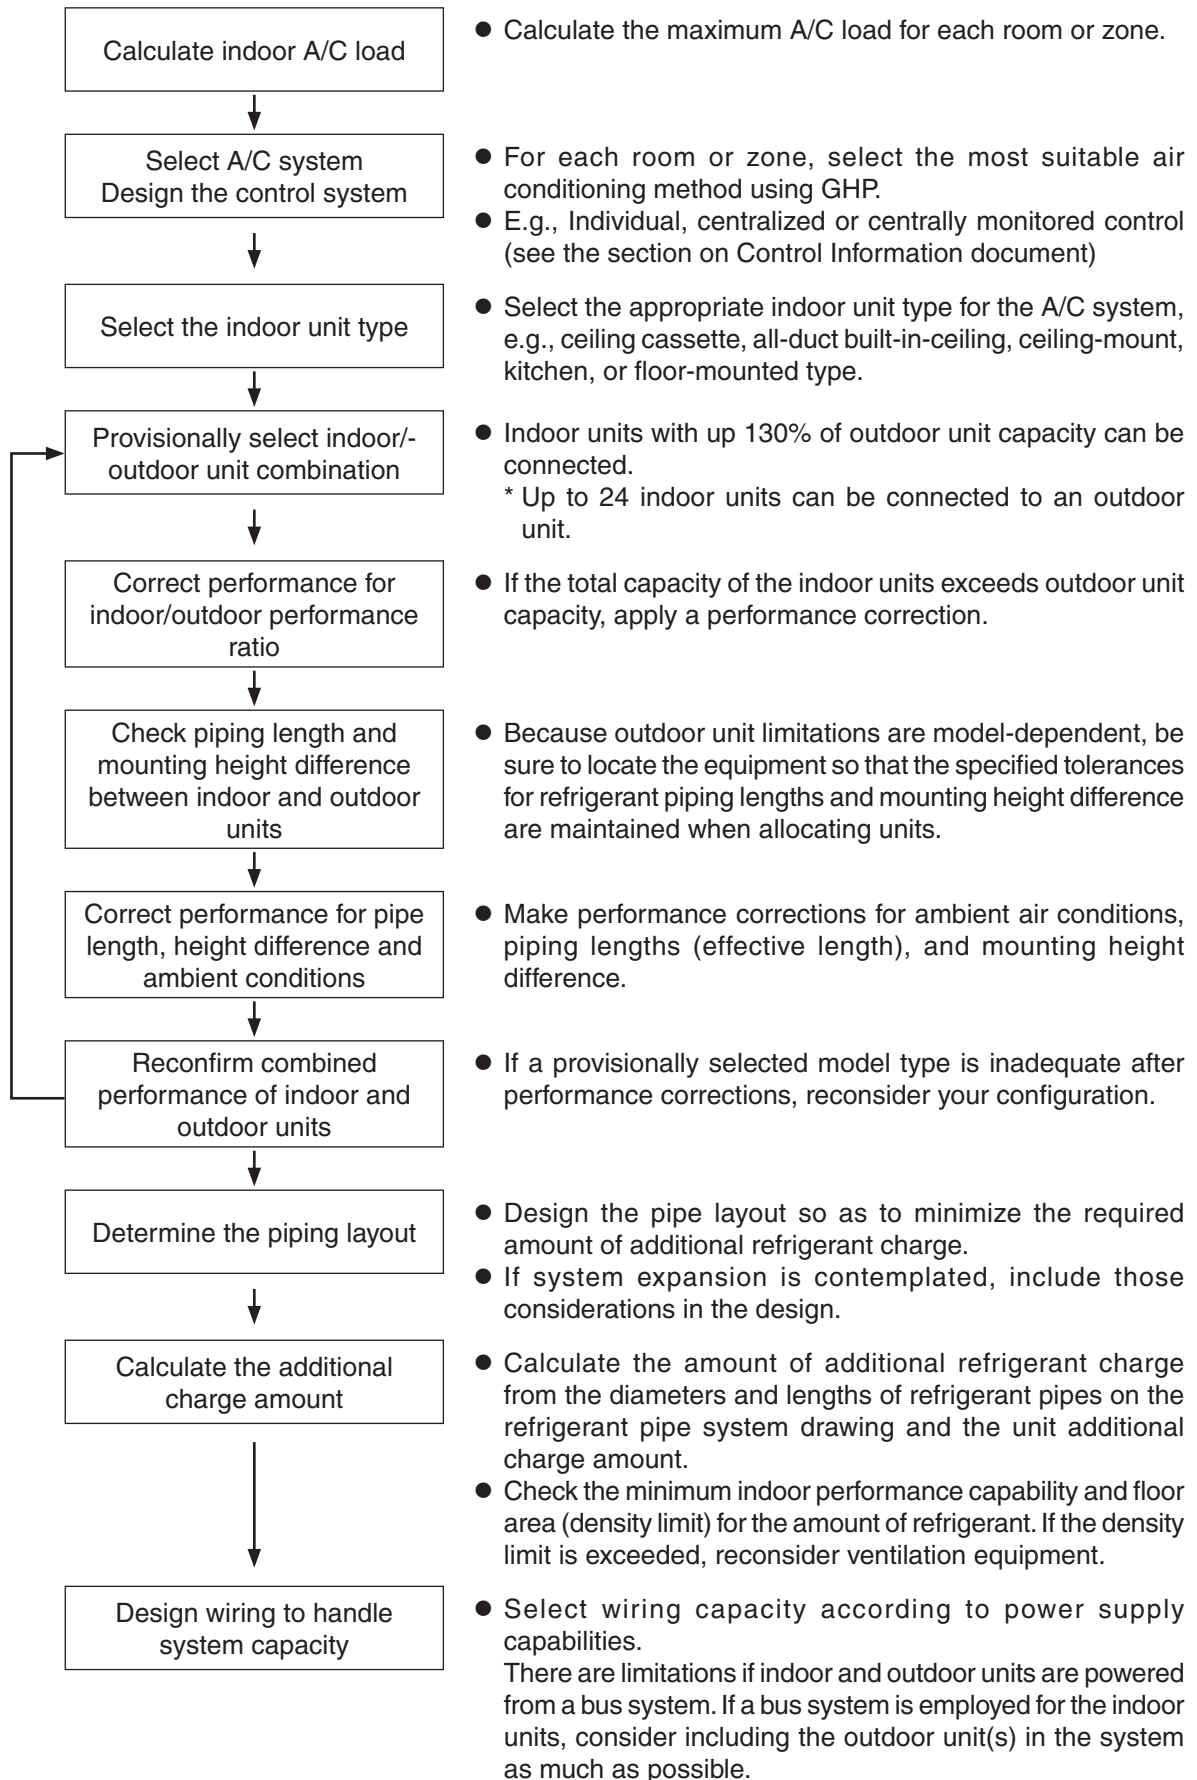 Calculate indoor A/C load
● Calculate the maximum A/C load for each room or zone.
Select A/C system
Design the control system
● For each room or zone, select the most suitable air
conditioning method using GHP.
● E.g., Individual, centralized or centrally monitored control
(see the section on Control Information document)
Select the indoor unit type
● Select the appropriate indoor unit type for the A/C system,
e.g., ceiling cassette, all-duct built-in-ceiling, ceiling-mount,
kitchen, or floor-mounted type.
Provisionally select indoor/-
outdoor unit combination
● Indoor units with up 130% of outdoor unit capacity can be
connected.
* Up to 24 indoor units can be connected to an outdoor
unit.
Correct performance for
indoor/outdoor performance
ratio
● If the total capacity of the indoor units exceeds outdoor unit
capacity, apply a performance correction.
Check piping length and
mounting height difference
between indoor and outdoor
units
● Because outdoor unit limitations are model-dependent, be
sure to locate the equipment so that the specified tolerances
for refrigerant piping lengths and mounting height difference
are maintained when allocating units.
Correct performance for pipe
length, height difference and
ambient conditions
● Make performance corrections for ambient air conditions,
piping lengths (effective length), and mounting height
difference.
Reconfirm combined
performance of indoor and
outdoor units
● If a provisionally selected model type is inadequate after
performance corrections, reconsider your configuration.
Determine the piping layout
● Design the pipe layout so as to minimize the required
amount of additional refrigerant charge.
● If system expansion is contemplated, include those
considerations in the design.
Calculate the additional
charge amount
● Calculate the amount of additional refrigerant charge
from the diameters and lengths of refrigerant pipes on the
refrigerant pipe system drawing and the unit additional
charge amount.
● Check the minimum indoor performance capability and floor
area (density limit) for the amount of refrigerant. If the density
limit is exceeded, reconsider ventilation equipment.
Design wiring to handle
system capacity
● Select wiring capacity according to power supply
capabilities.
There are limitations if indoor and outdoor units are powered
from a bus system. If a bus system is employed for the indoor
units, consider including the outdoor unit(s) in the system
as much as possible.